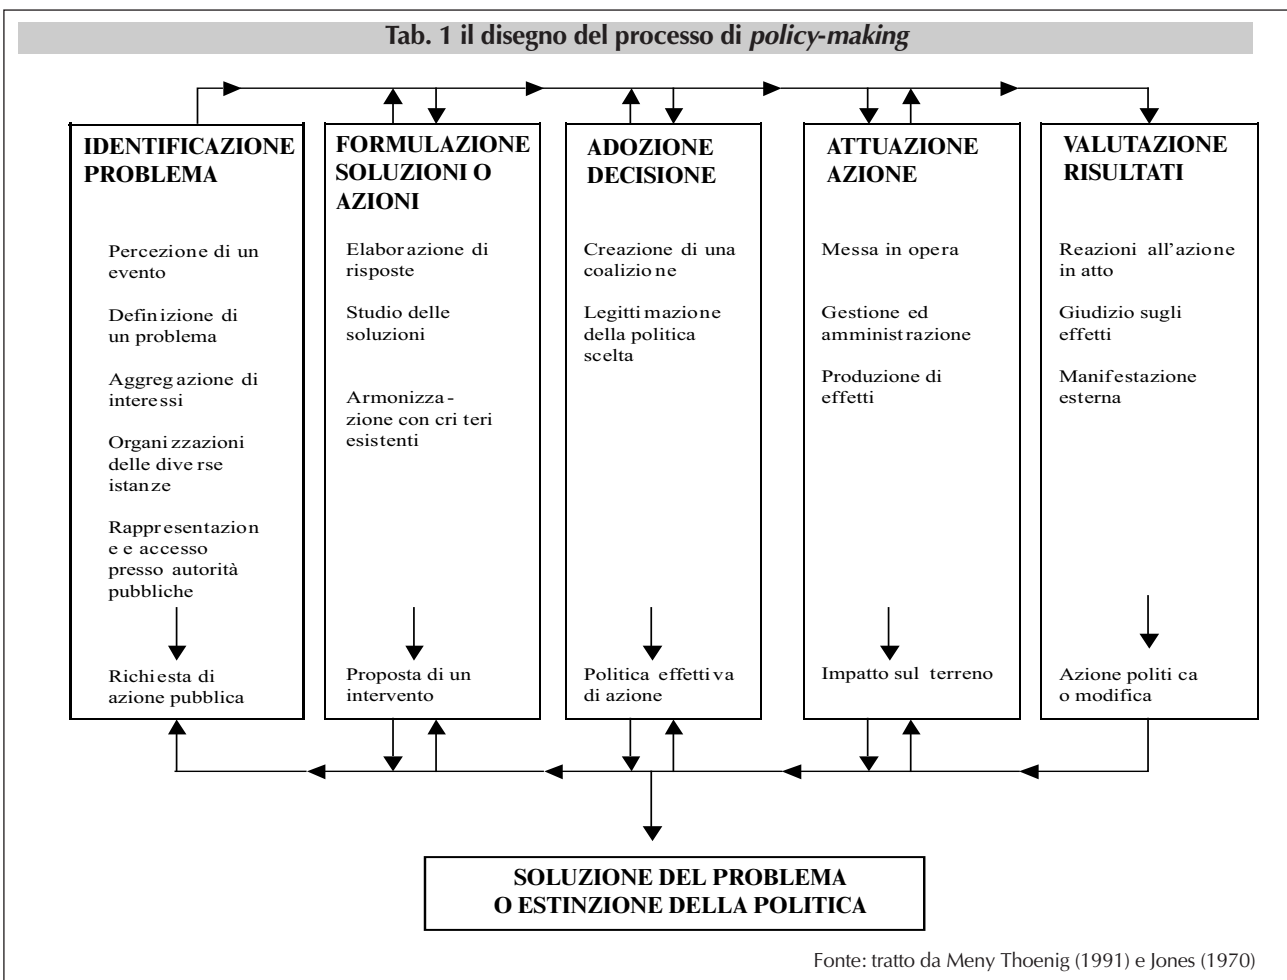 Tab. 1 il disegno del processo di policy-making
IDENTIFICAZIONE
PROBLEMA
Percezione di un
evento
Definizione di
un problema
Aggregazione di
interessi
Organizzazioni
delle diverse
istanze
Rappresentazion
e e accesso
presso autorità
pubbliche
Richiesta di
azione pubblica
FORMULAZIONE
SOLUZIONI O
AZIONI
Elaborazione di
risposte
Studio delle
soluzioni
Armonizza-
zione con criteri
esistenti
Proposta di un
intervento
ADOZIONE
DECISIONE
Creazione di una
coalizione
Legittimazione
della politica
scelta
Politica effettiva
di azione
ATTUAZIONE
AZIONE
Messa in opera
Gestione ed
amministrazione
Produzione di
effetti
Impatto sul terreno
VALUTAZIONE
RISULTATI
Reazioni all'azione
in atto
Giudizio sugli
effetti
Manifestazione
esterna
Azione politica
o modifica
SOLUZIONE DEL PROBLEMA
O ESTINZIONE DELLA POLITICA
Fonte: tratto da Meny Thoenig (1991) e Jones (1970)